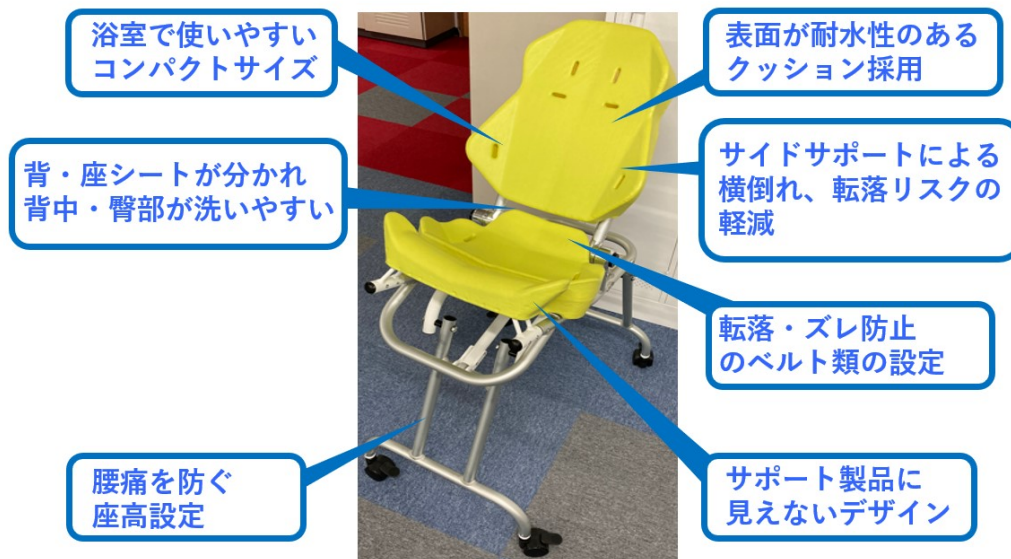 浴室で使いやすい
コンパクトサイズ
表面が耐水性のある
クッション採用
背・座シートが分かれ
背中・臀部が洗いやすい
サイドサポートによる
横倒れ、転落リスクの
軽減
転落・ズレ防止
のベルト類の設定
腰痛を防ぐ
座高設定
サポート製品に
見えないデザイン